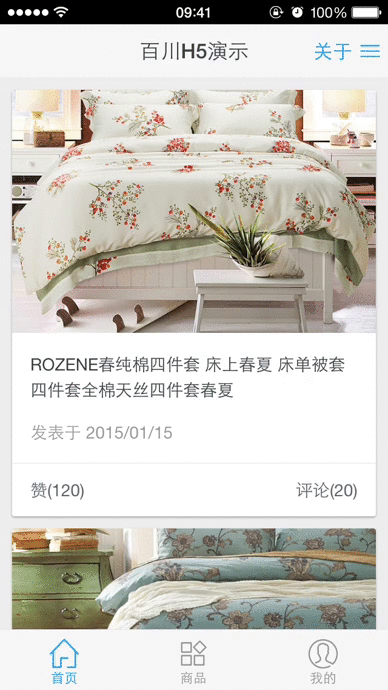 09:41
100%
百川H5演示
关于
ROZENE春纯棉四件套 床上春夏 床单被套
四件套全棉天丝四件套春夏
发表于 2015/01/15
赞(120)
评论(20)
首页
商品
我的